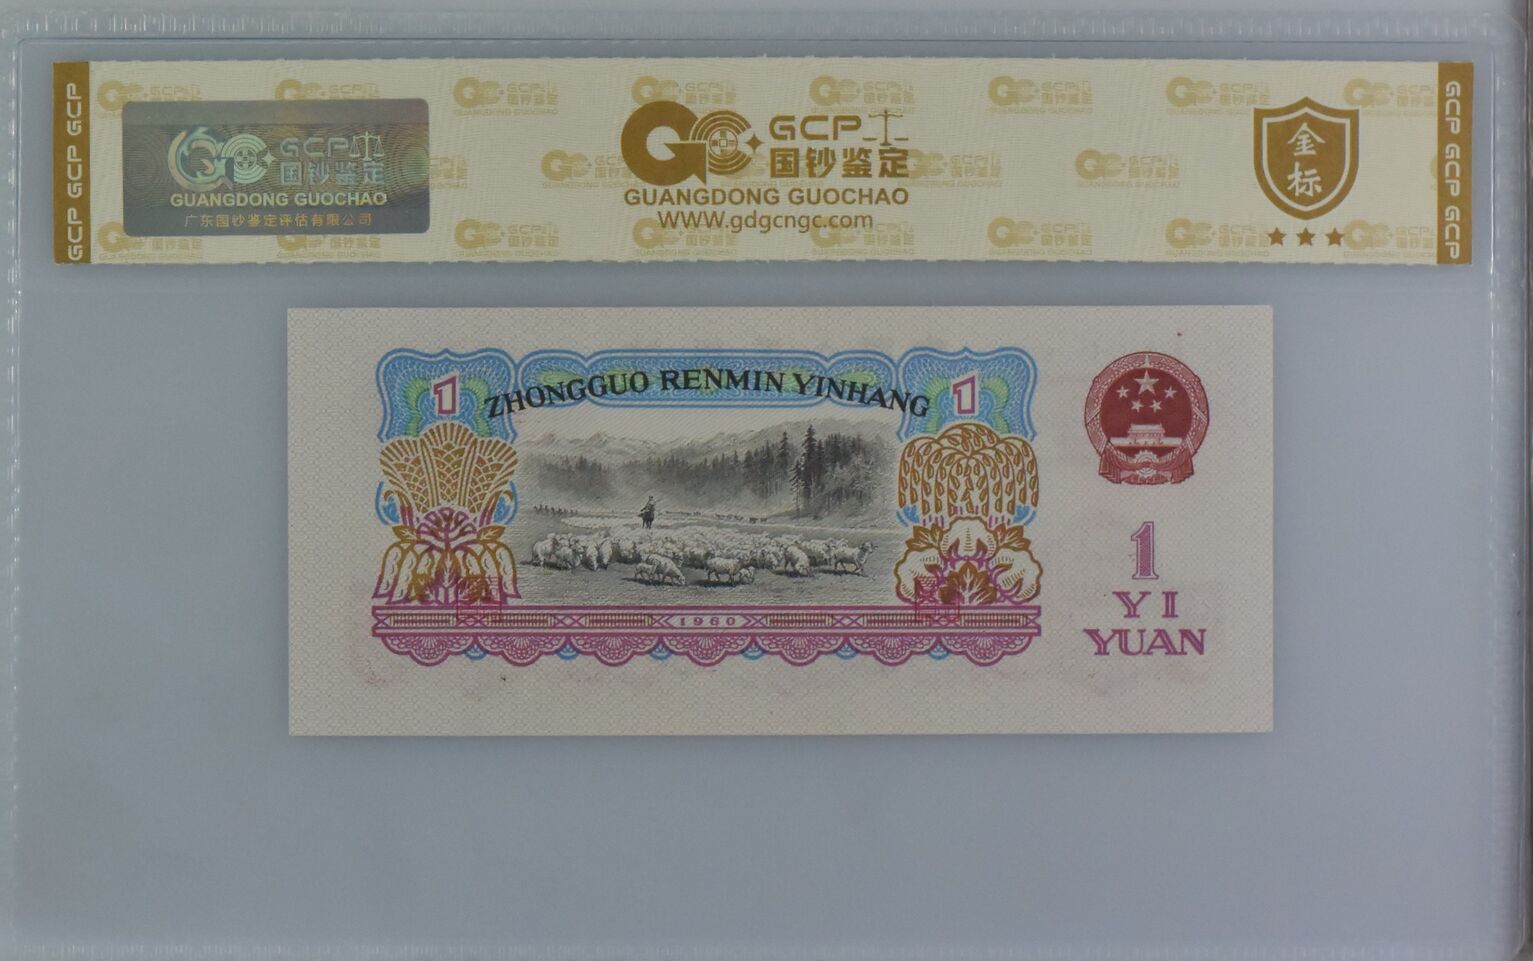 GCP GCP GCP
GCP
国钞鉴定
GUANGDONG GUOCHAO
广东国钞鉴定评估有限公司
GCP
国钞鉴定
GUANGDONG GUOCHAO
WWW.gdgcngc.com
金
标
GCP GCP GCP
1
ZHONGGUO RENMIN YINHANG
1
1960
1
YI
YUAN